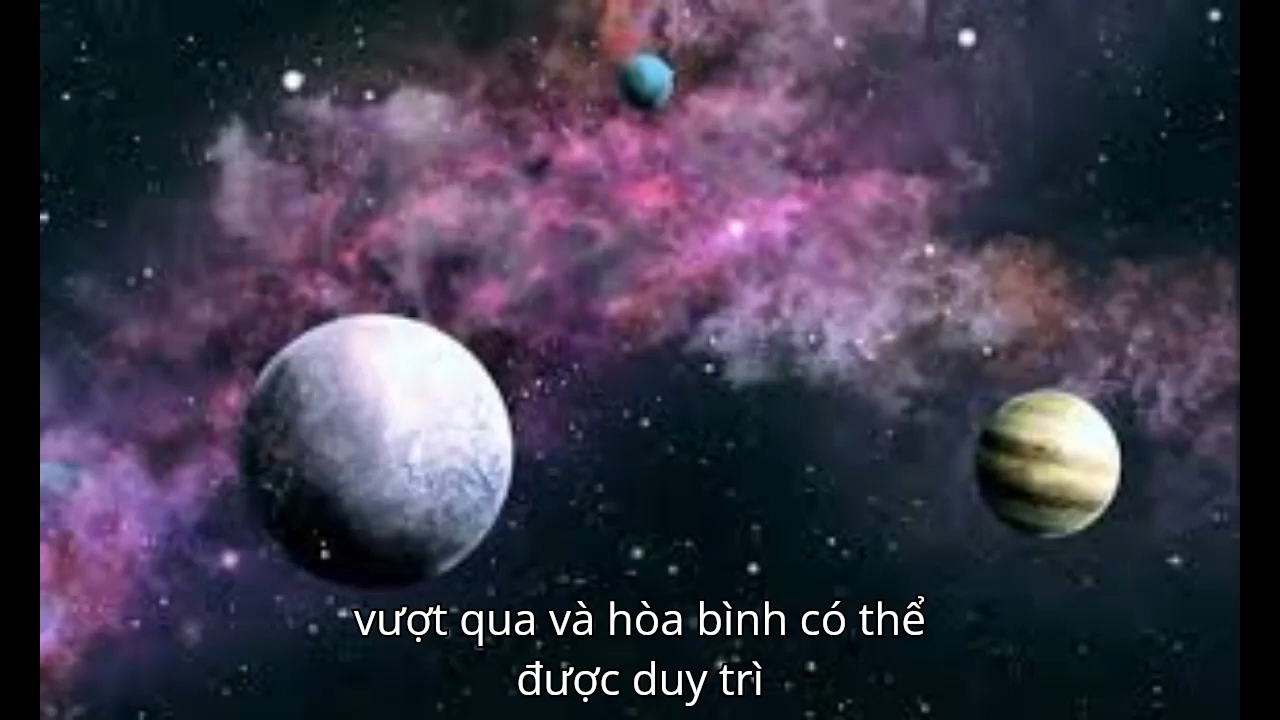 vượt qua và hòa bình có thể
được duy trì